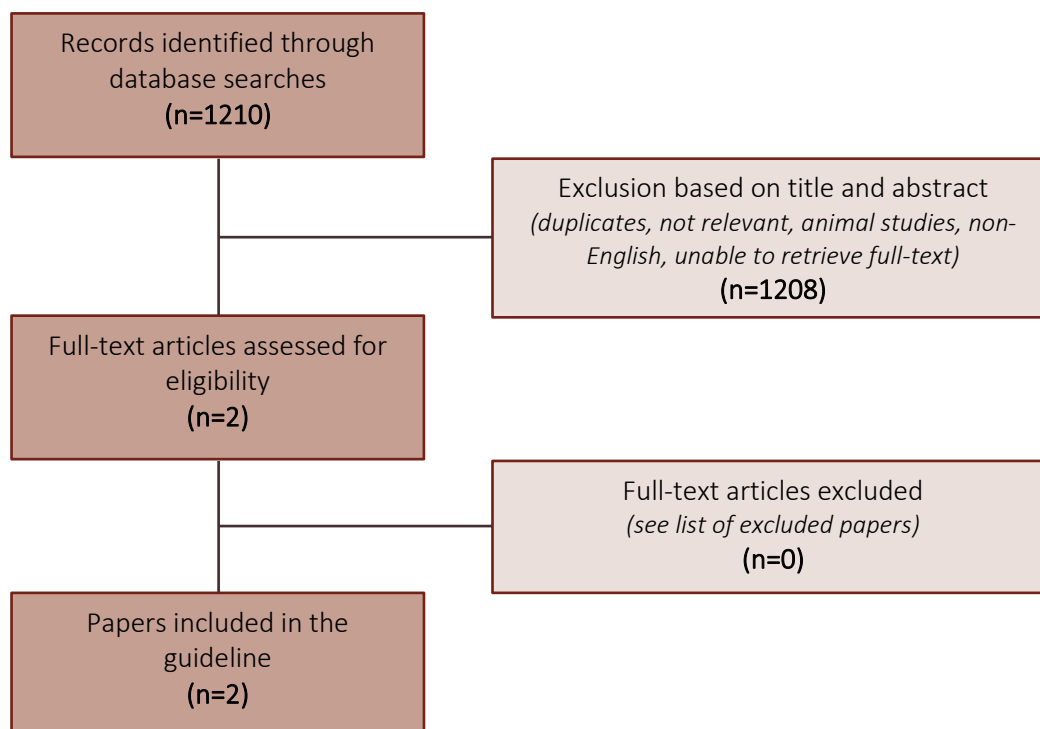 Records identified through
database searches
(n=1210)
Exclusion based on title and abstract
(duplicates, not relevant, animal studies, non-
English, unable to retrieve full-text)
(n=1208)
Full-text articles assessed for
eligibility
(n=2)
Full-text articles excluded
(see list of excluded papers)
(n=0)
Papers included in the
guideline
(n=2)